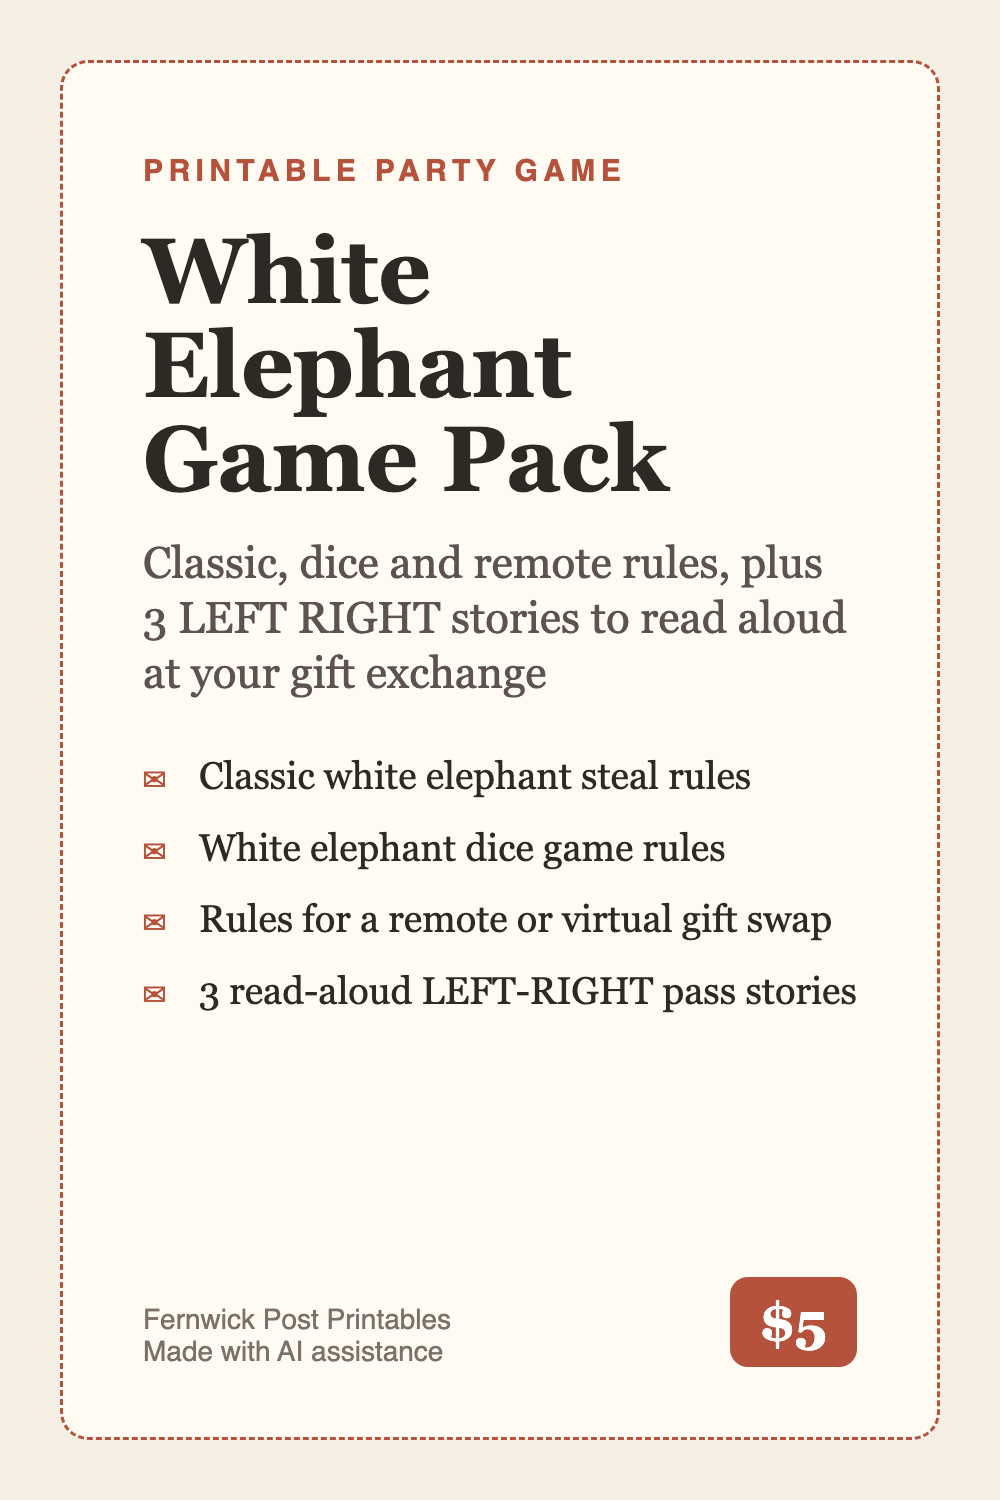 PRINTABLE PARTY GAME
White
Elephant
Game Pack
Classic, dice and remote rules, plus
3 LEFT RIGHT stories to read aloud
at your gift exchange
✉ Classic white elephant steal rules
✉ White elephant dice game rules
✉ Rules for a remote or virtual gift swap
✉ 3 read-aloud LEFT-RIGHT pass stories
Fernwick Post Printables
Made with AI assistance
$5